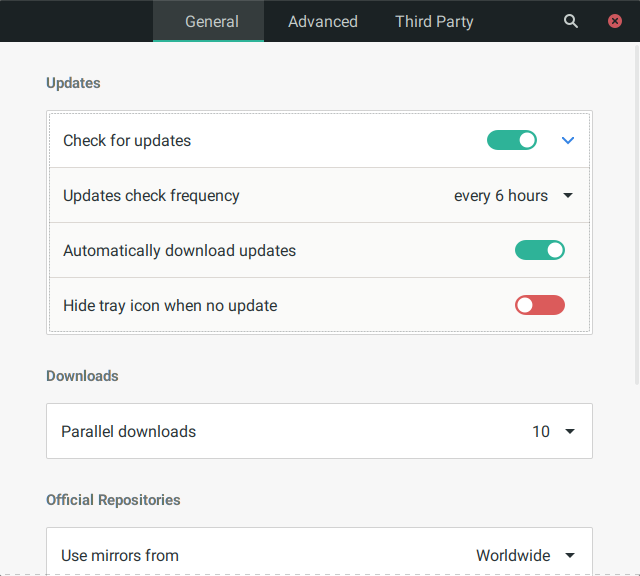 General Advanced Third Party
Updates
Check for updates
Updates check frequency every 6 hours
Automatically download updates
Hide tray icon when no update
Downloads
Parallel downloads 10
Official Repositories
Use mirrors from Worldwide